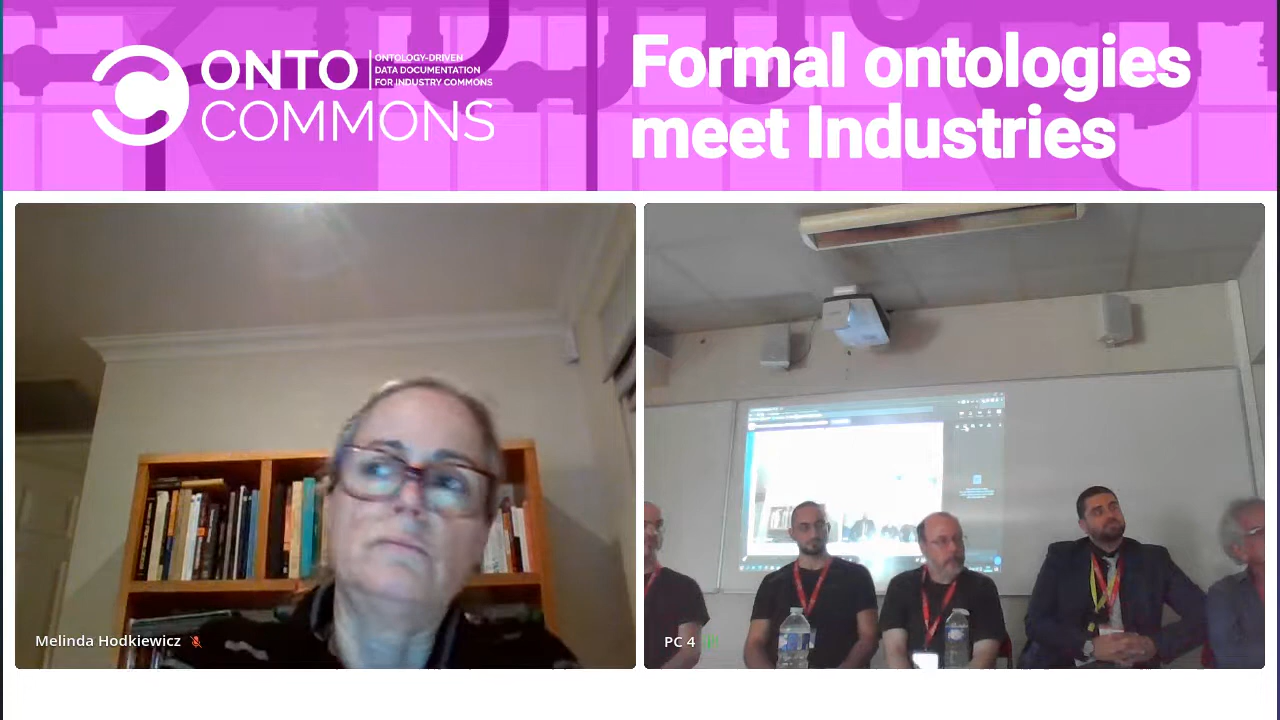 ONTO
COMMONS
ONTOLOGY-DRIVEN
DATA DOCUMENTATION
FOR INDUSTRY COMMONS
Formal ontologies
meet Industries
Melinda Hodkiewicz
PC 4